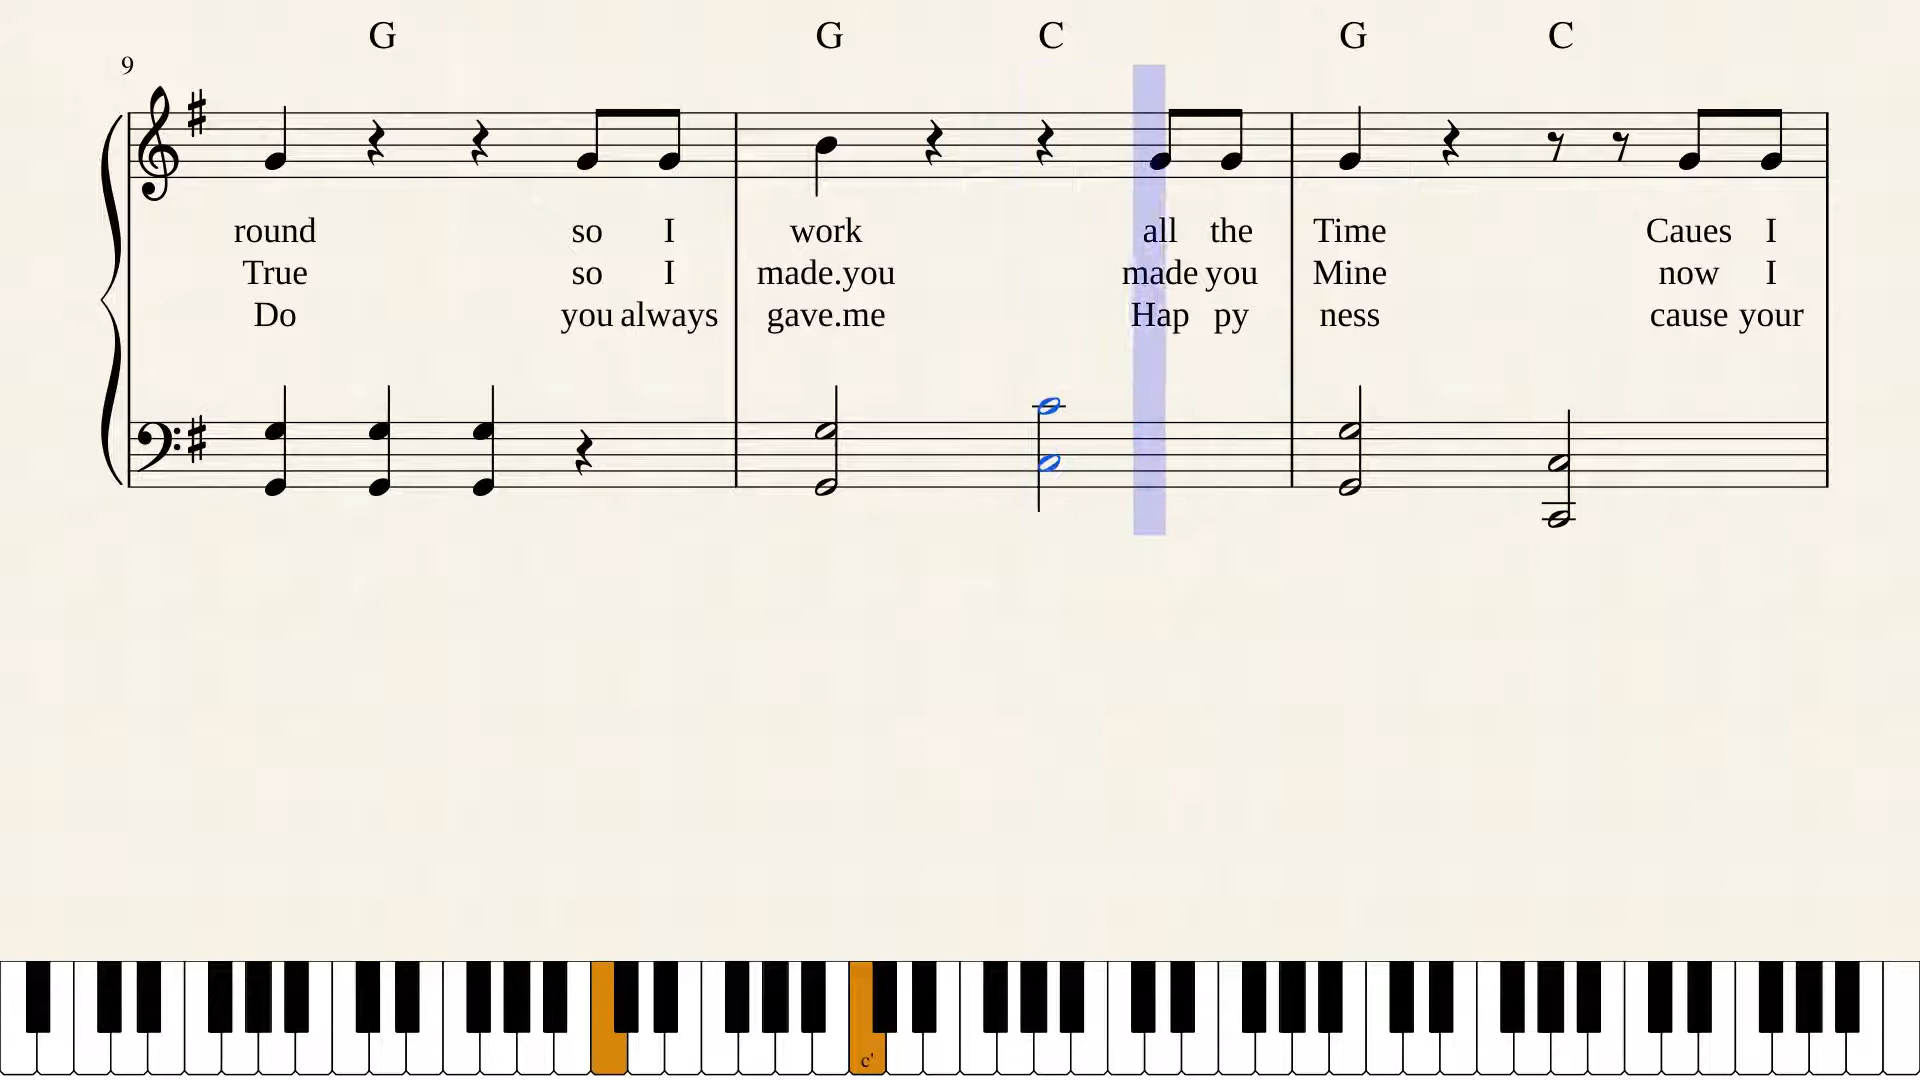 G G C G C
9
round so I work all the Time Caues I
True so I made.you made you Mine now I
Do you always gave.me Hap py ness cause your
c'